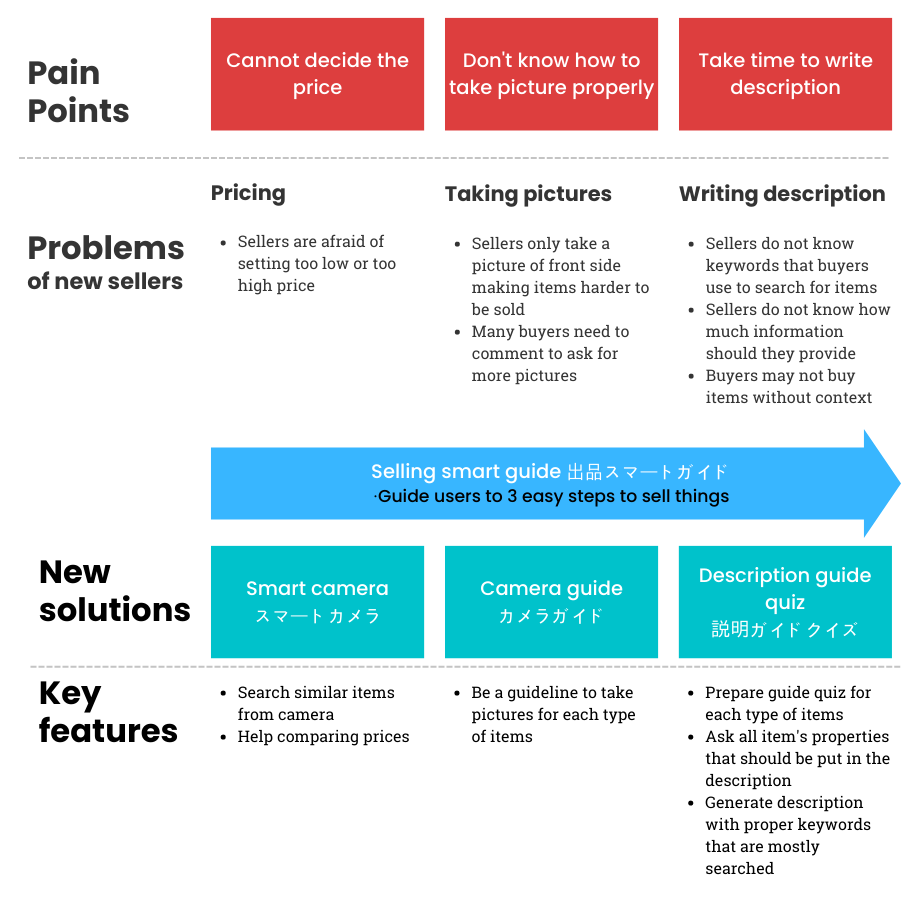 Pain
Points
Cannot decide the
price
Don't know how to
take picture properly
Take time to write
description
Problems
of new sellers
Pricing
• Sellers are afraid of
setting too low or too
high price
Taking pictures
• Sellers only take a
picture of front side
making items harder to
be sold
• Many buyers need to
comment to ask for
more pictures
Writing description
• Sellers do not know
keywords that buyers
use to search for items
• Sellers do not know how
much information
should they provide
• Buyers may not buy
items without context
Selling smart guide 出品スマートガイド
·Guide users to 3 easy steps to sell things
New
solutions
Smart camera
スマートカメラ
Camera guide
カメラガイド
Description guide
quiz
説明ガイドクイズ
Key
features
• Search similar items
from camera
• Help comparing prices
• Be a guideline to take
pictures for each type
of items
• Prepare guide quiz for
each type of items
• Ask all item's properties
that should be put in the
description
• Generate description
with proper keywords
that are mostly
searched